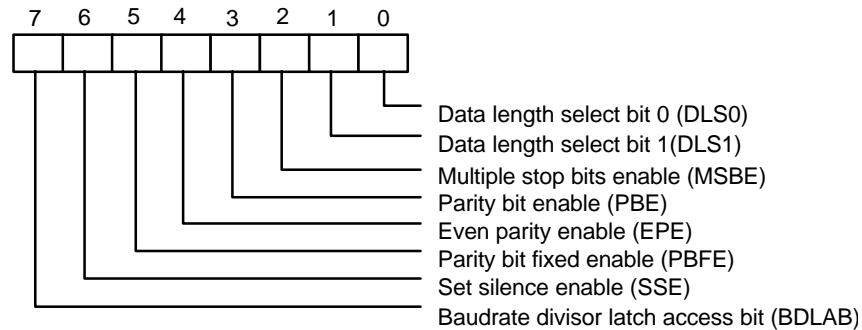 7 6 5 4 3 2 1 0
Data length select bit 0 (DLS0)
Data length select bit 1(DLS1)
Multiple stop bits enable (MSBE)
Parity bit enable (PBE)
Even parity enable (EPE)
Parity bit fixed enable (PBFE)
Set silence enable (SSE)
Baudrate divisor latch access bit (BDLAB)